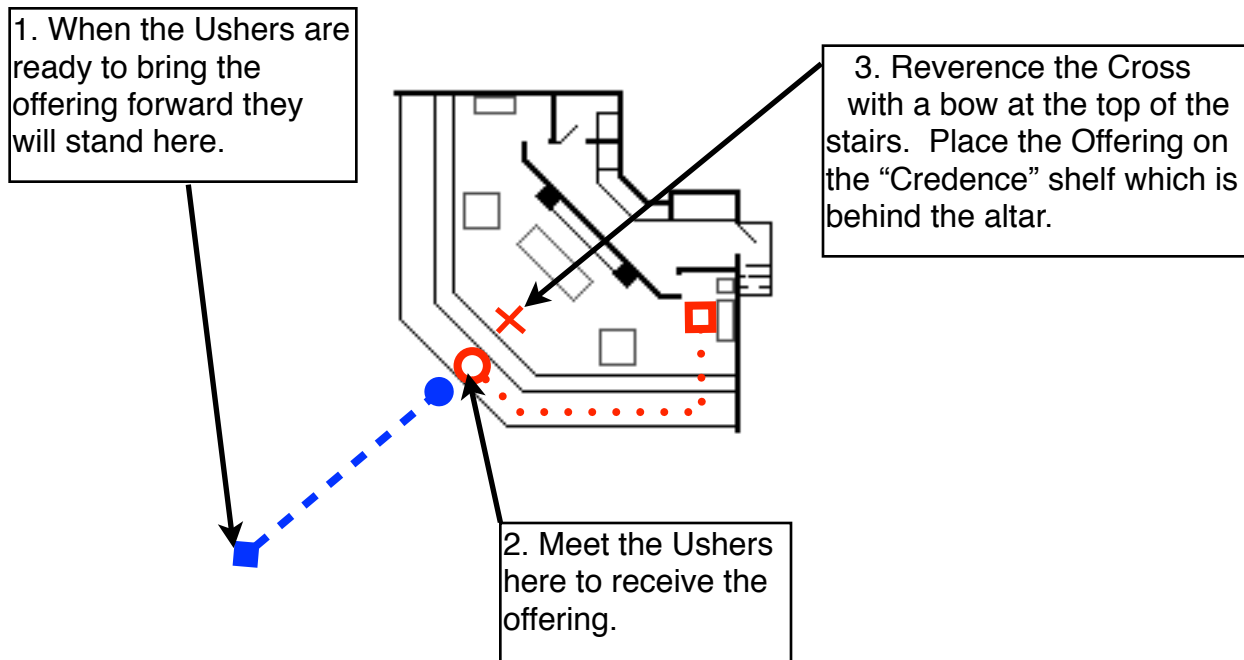 1. When the Ushers are
ready to bring the
offering forward they
will stand here.
3. Reverence the Cross
with a bow at the top of the
stairs.  Place the Offering on
the “Credence” shelf which is
behind the altar.
2. Meet the Ushers
here to receive the
offering.